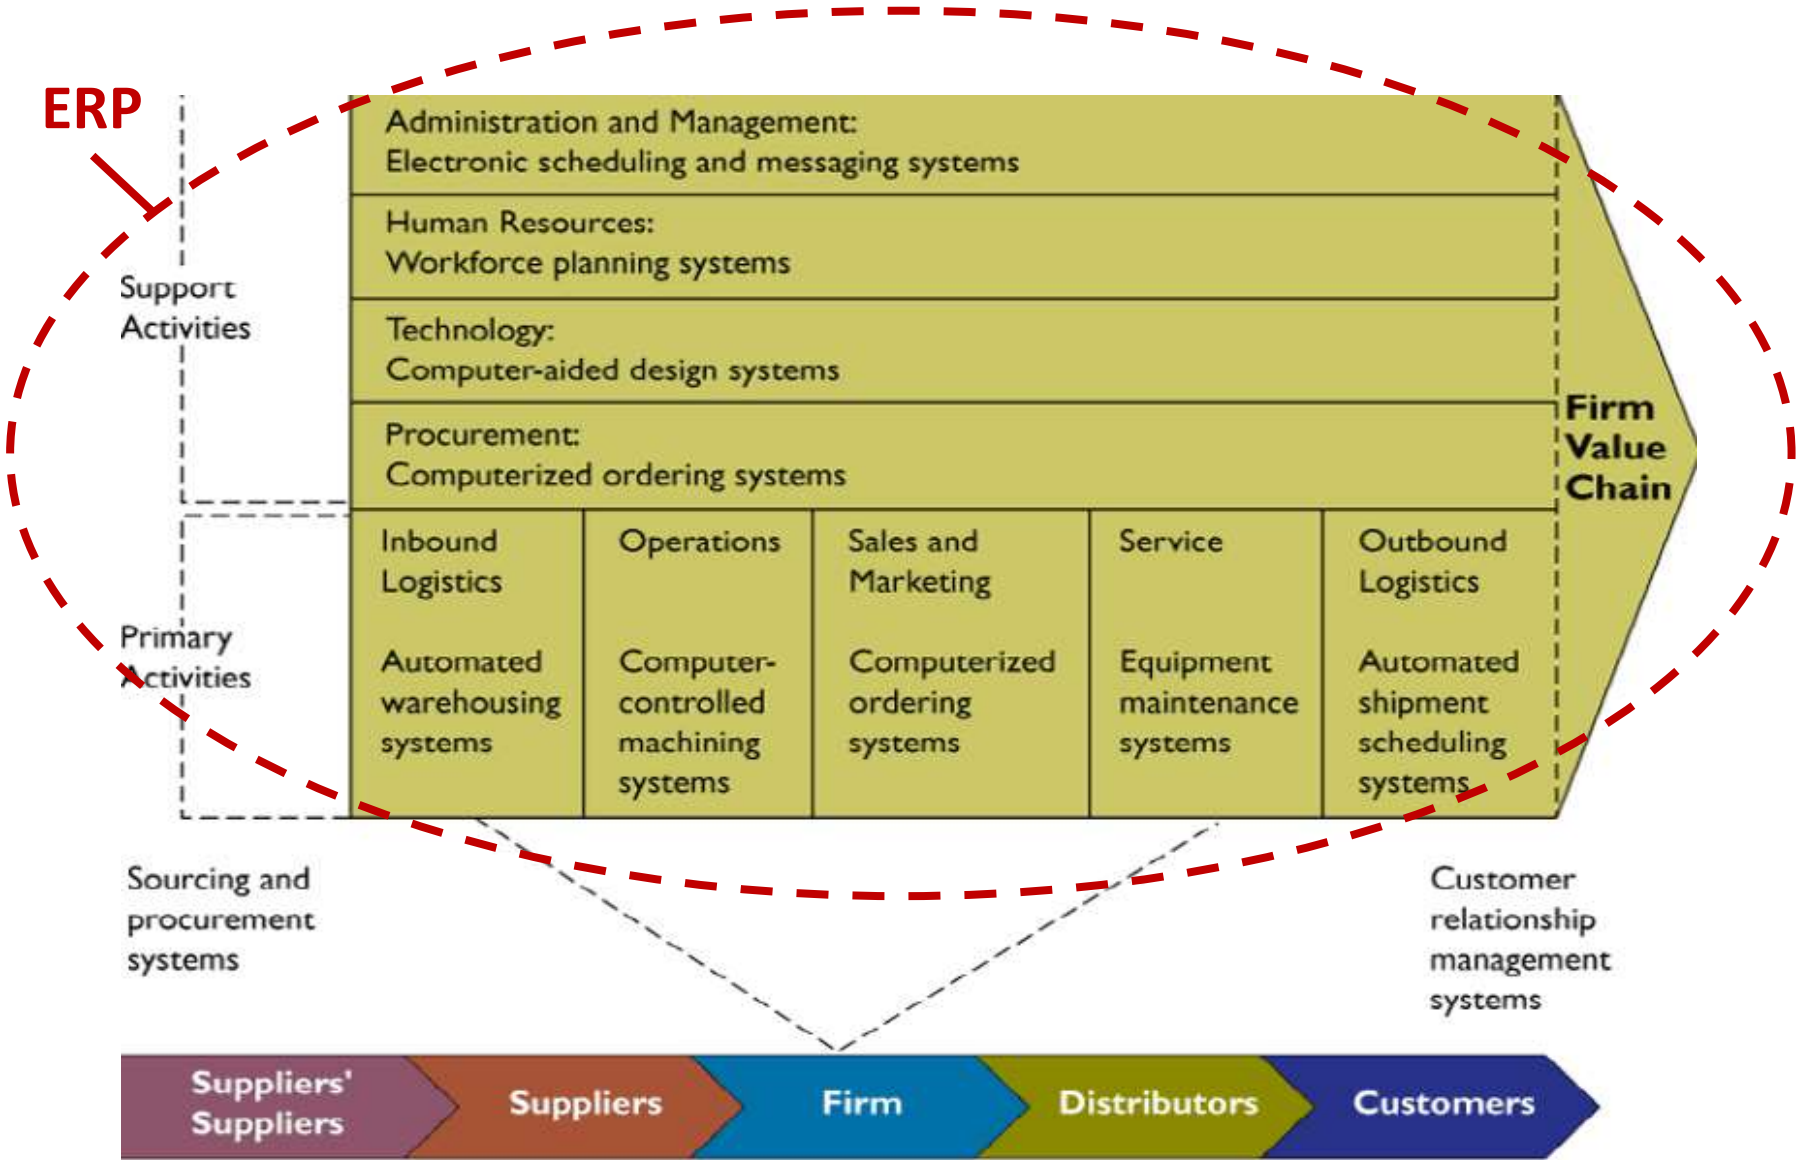 ERP
Administration and Management:
Electronic scheduling and messaging systems
Human Resources:
Workforce planning systems
Support
Activities
Technology:
Computer-aided design systems
Procurement:
Computerized ordering systems
Firm
Value
Chain
Primary
Activities
Inbound
Logistics
Automated
warehousing
systems
Operations
Computer-
controlled
machining
systems
Sales and
Marketing
Computerized
ordering
systems
Service
Equipment
maintenance
systems
Outbound
Logistics
Automated
shipment
scheduling
systems
Sourcing and
procurement
systems
Customer
relationship
management
systems
Suppliers'
Suppliers
Suppliers
Firm
Distributors
Customers